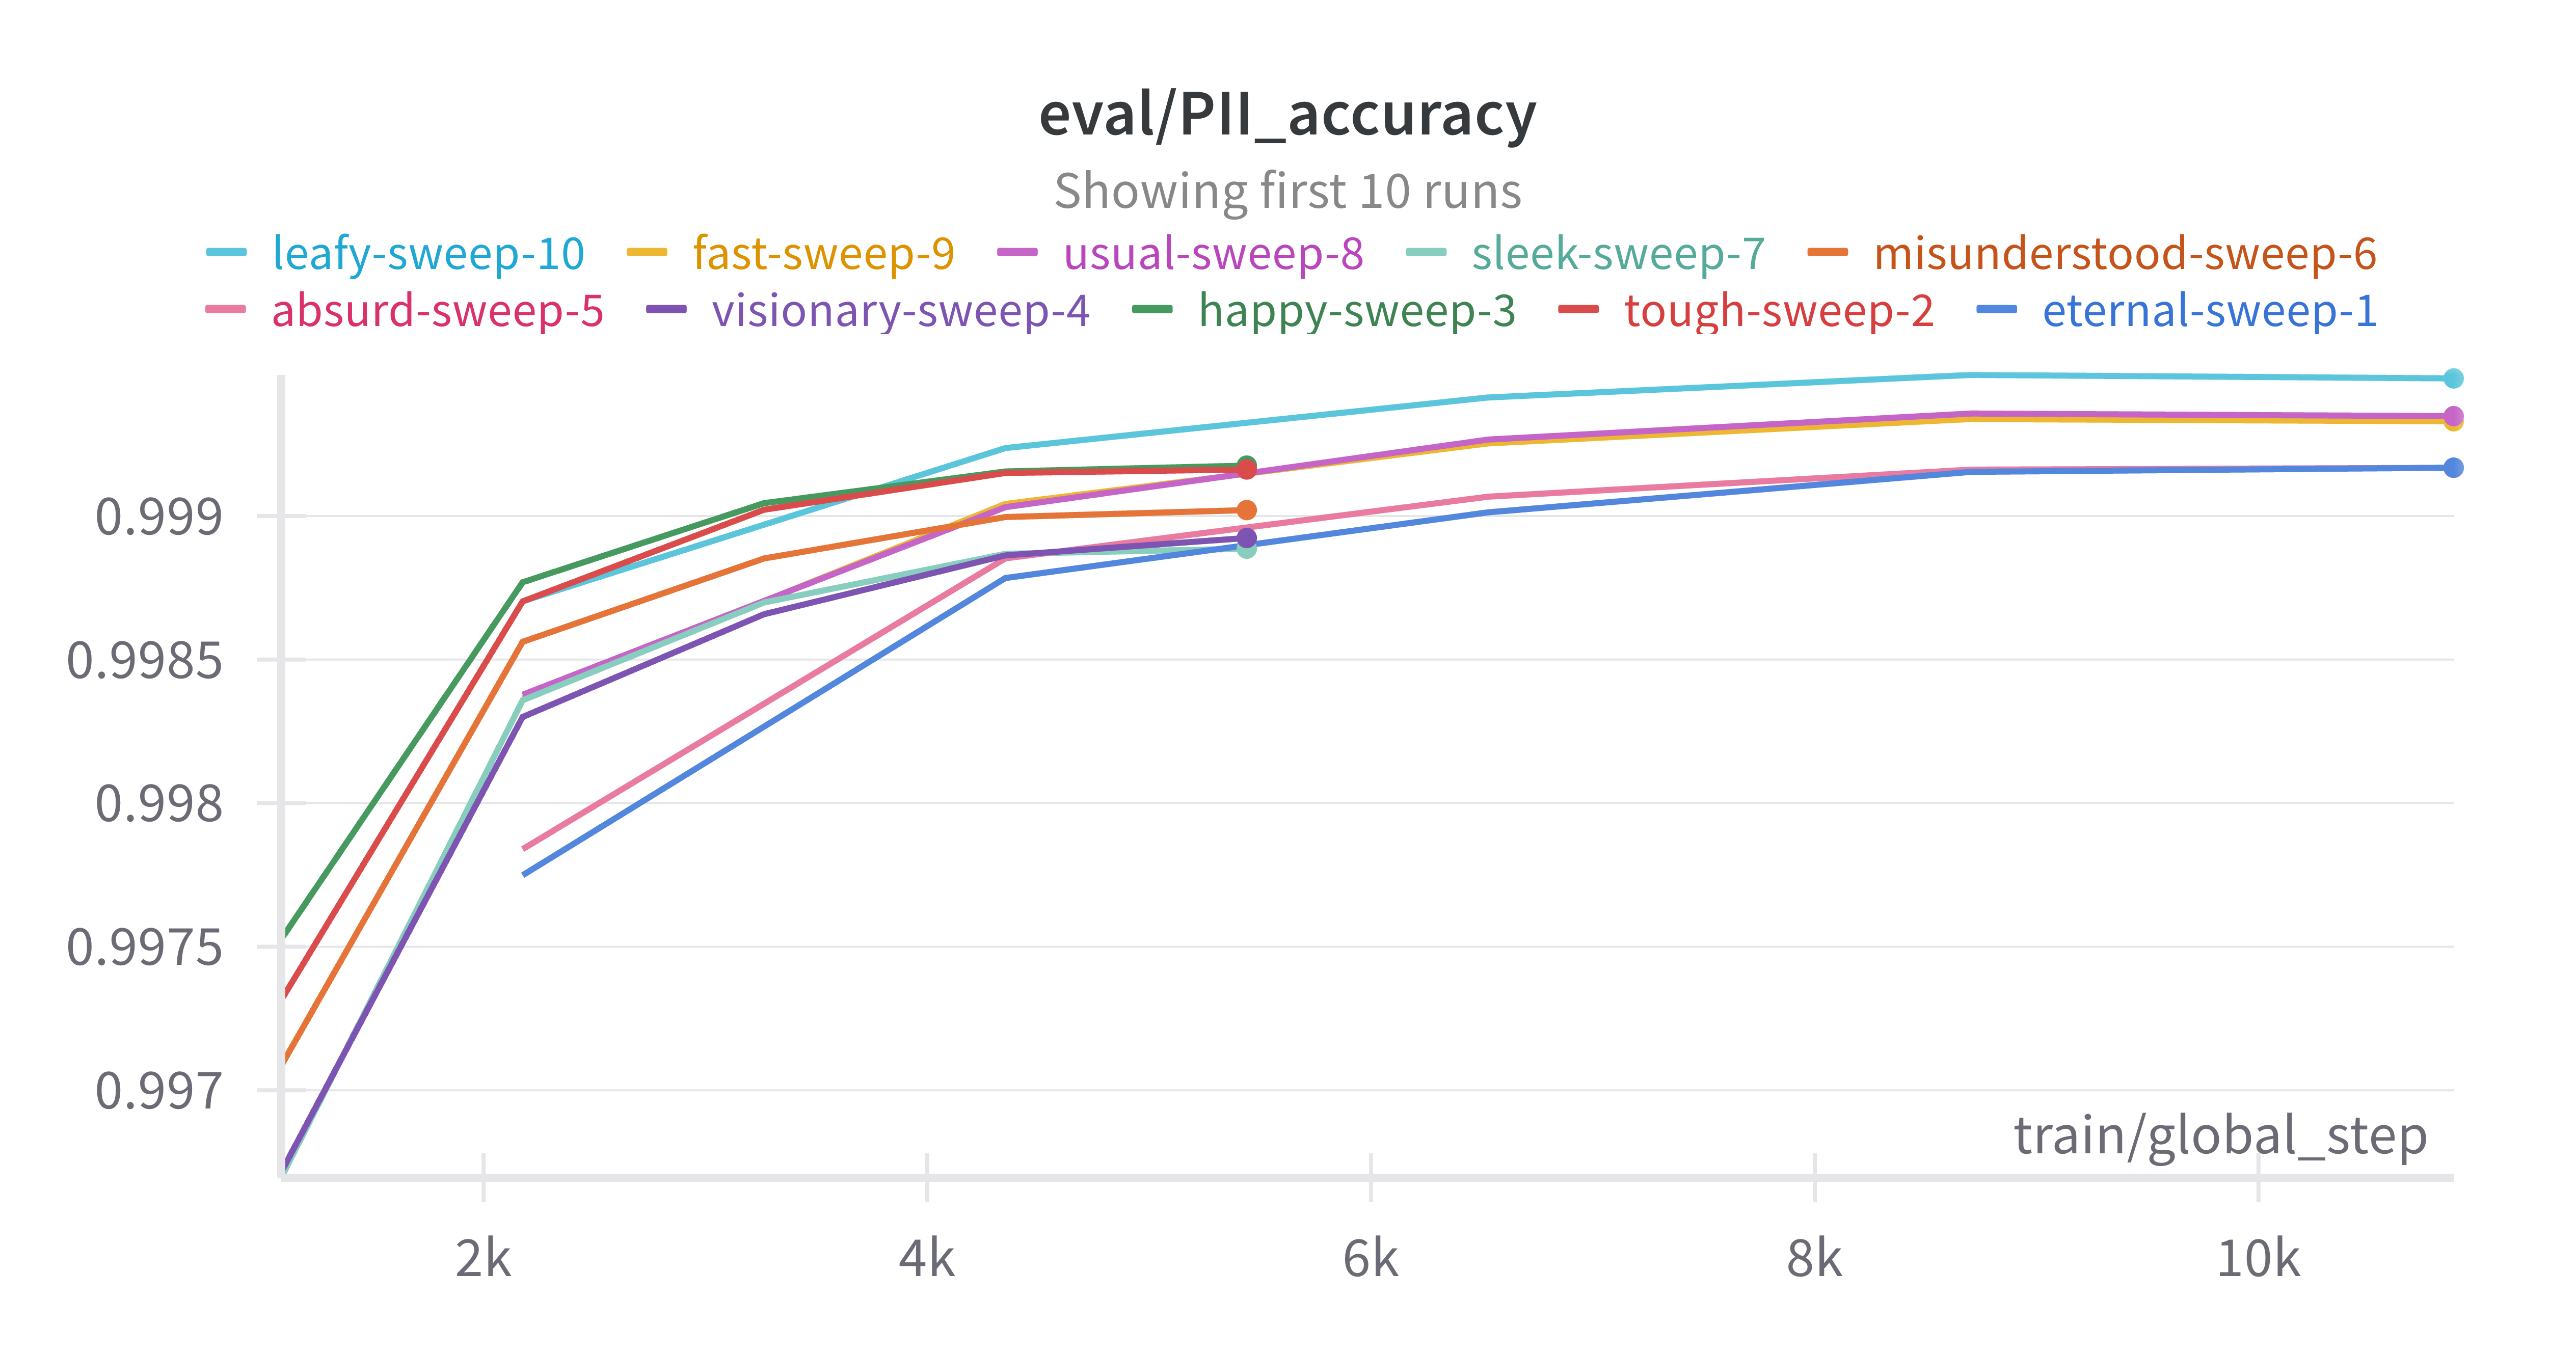 eval/PII_accuracy
Showing first 10 runs
leafy-sweep-10 fast-sweep-9 usual-sweep-8 sleek-sweep-7 misunderstood-sweep-6
absurd-sweep-5 visionary-sweep-4 happy-sweep-3 tough-sweep-2 eternal-sweep-1
0.999
0.9985
0.998
0.9975
0.997
train/global_step
2k 4k 6k 8k 10k